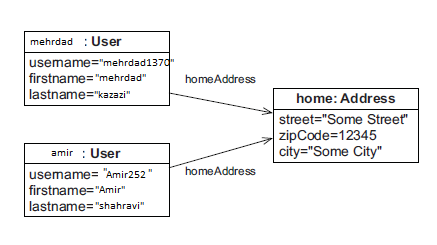 mehrdad : User
username="mehrdad1370"
firstname="mehrdad"
lastname="kazazi"
homeAddress
home: Address
street="Some Street"
zipCode=12345
city="Some City"
amir : User
username= "Amir252 "
firstname="Amir"
lastname="shahravi"
homeAddress